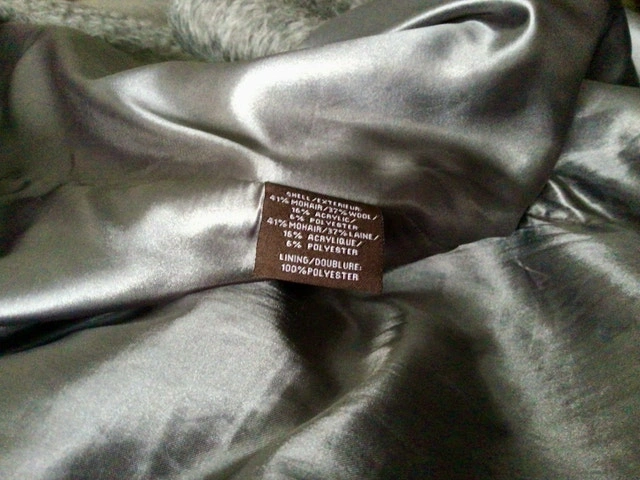 SHELL/EXTERIEUR:
41% MOHAIR/37% WOOL/
16% ACRYLIC/
6% POLYESTER
41% MOHAIR/37% LAINE/
16% ACRYLIQUE/
6% POLYESTER
LINING/DOUBLURE:
100%POLYESTER